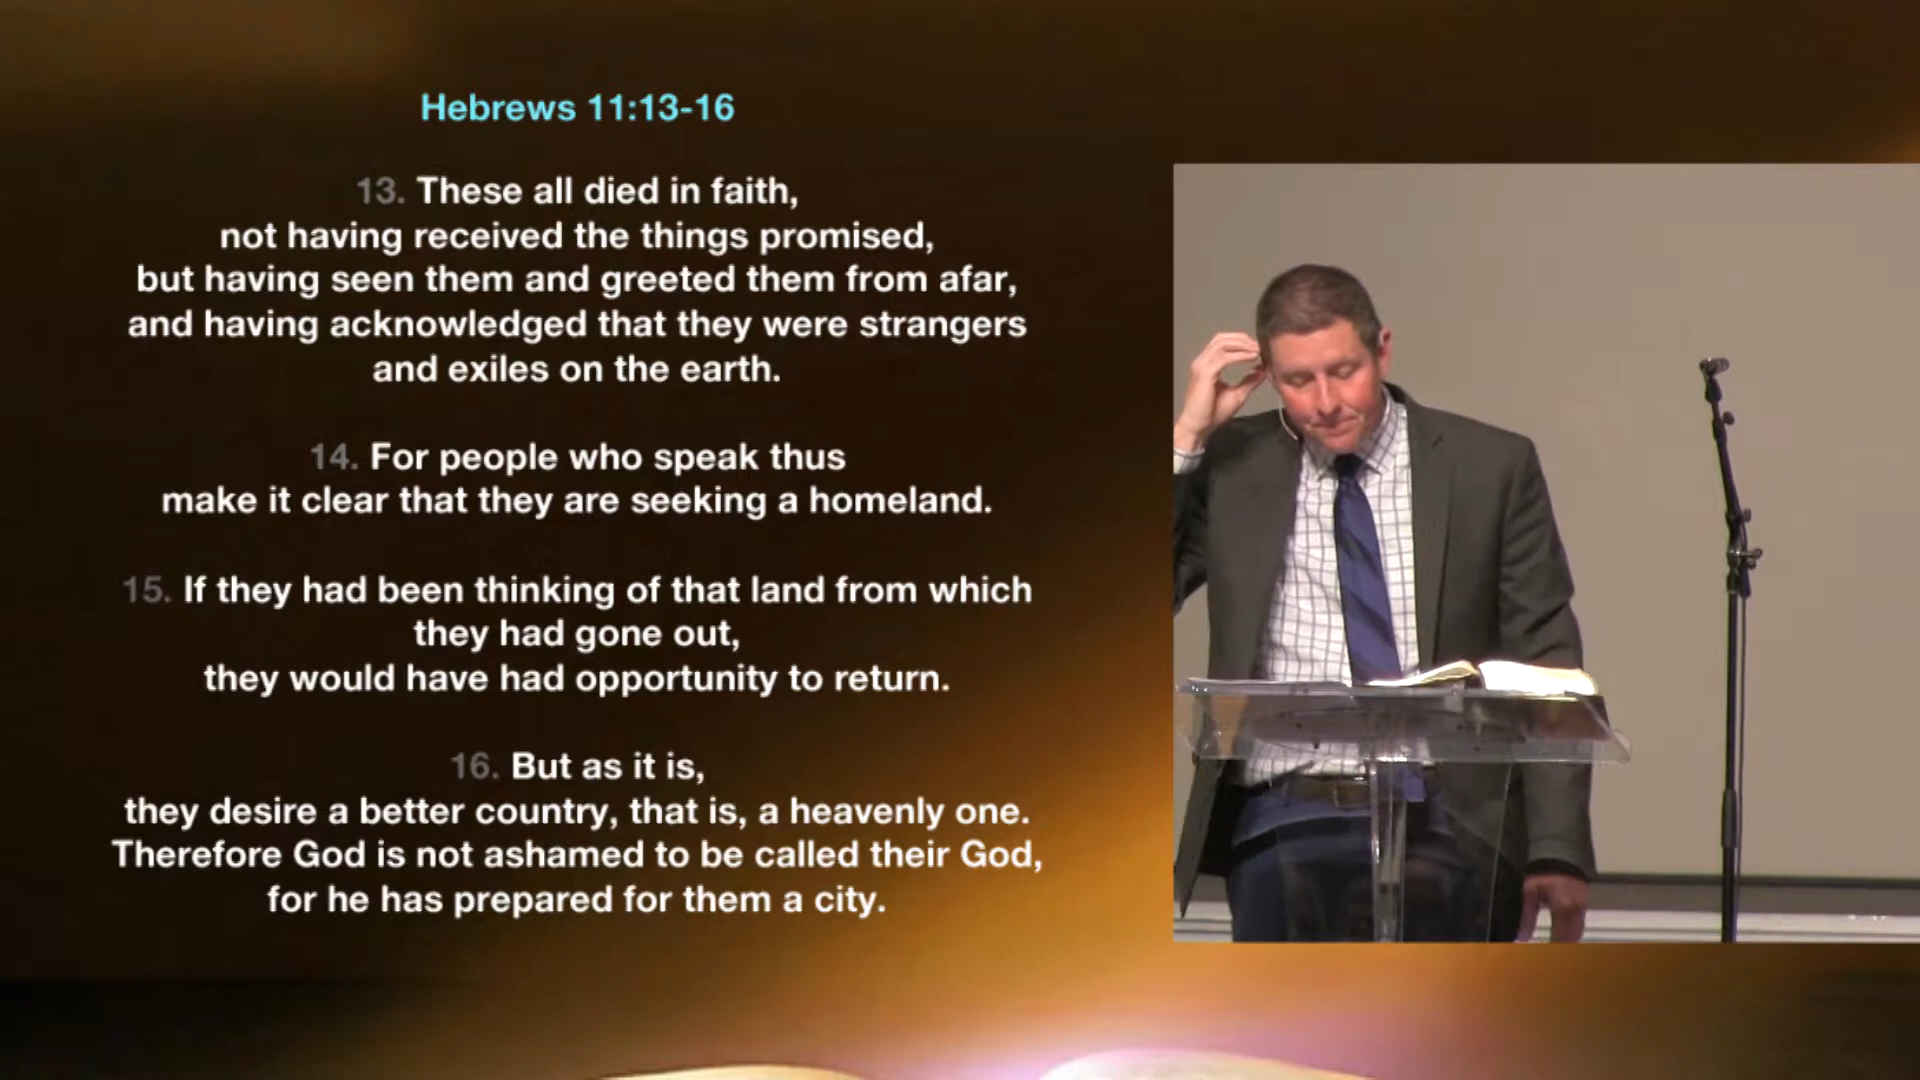 Hebrews 11:13-16
13. These all died in faith,
not having received the things promised,
but having seen them and greeted them from afar,
and having acknowledged that they were strangers
and exiles on the earth.
14. For people who speak thus
make it clear that they are seeking a homeland.
15. If they had been thinking of that land from which
they had gone out,
they would have had opportunity to return.
16. But as it is,
they desire a better country, that is, a heavenly one.
Therefore God is not ashamed to be called their God,
for he has prepared for them a city.